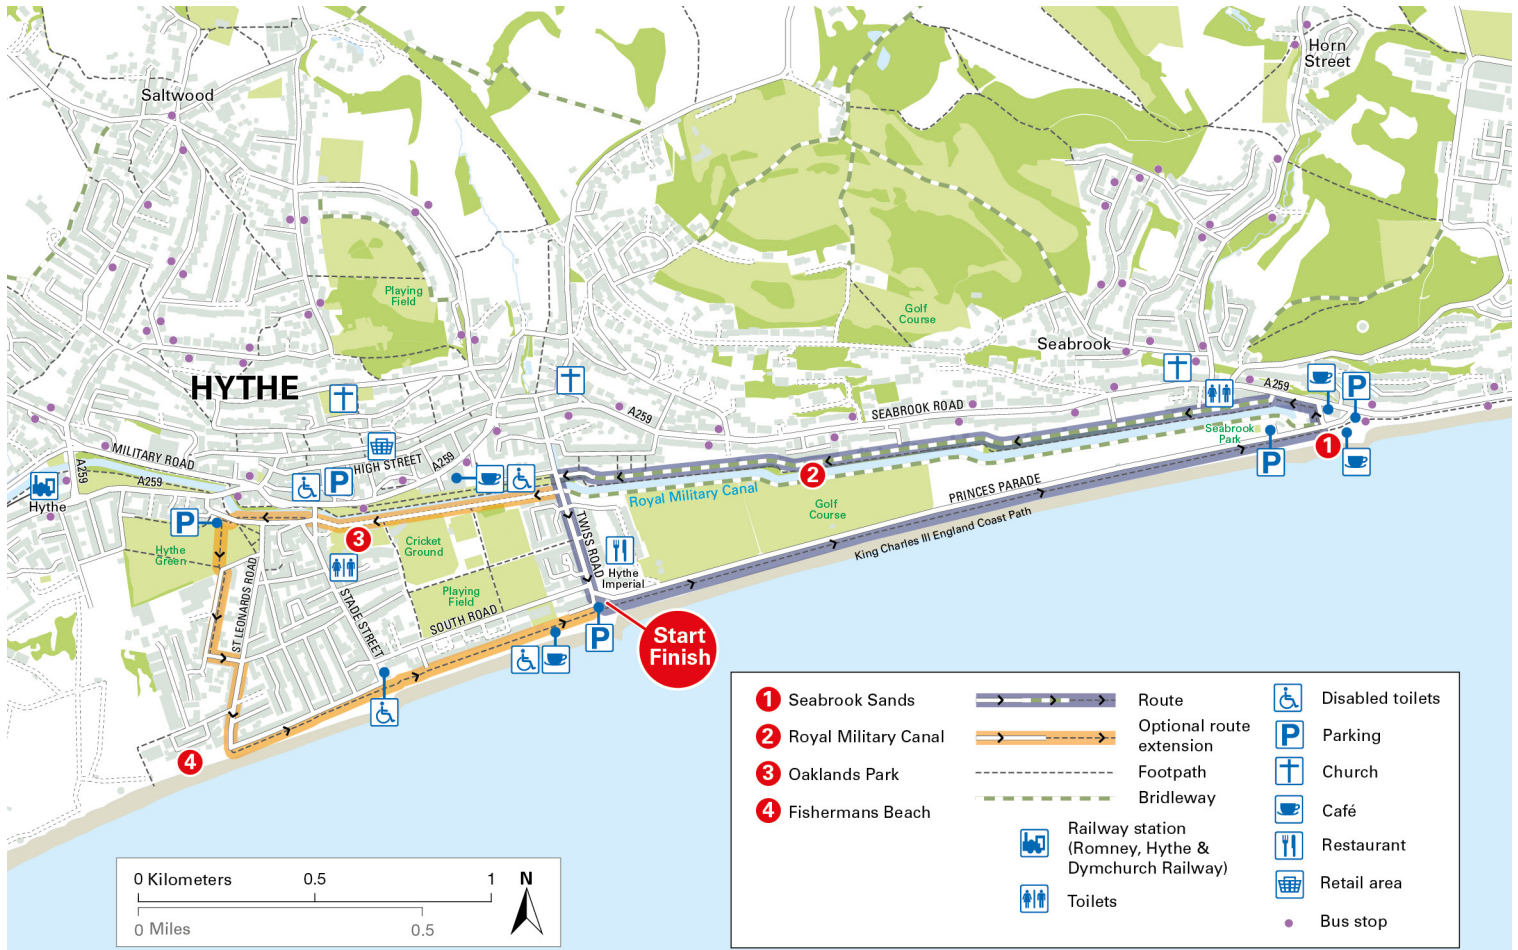 Horn
Street
Saltwood
Playing
Field
Golf
Course
Seabrook
HYTHE
A259
P
A259
SEABROOK ROAD
Seabrook
Park
1
MILITARY ROAD
HIGH STREET
A259
A259
A259
P
P
2
Royal Military Canal
PRINCES PARADE
Hythe
P
Golf
Course
King Charles III England Coast Path
TWISS ROAD
3
Cricket
Ground
Hythe
Green
Hythe
Imperial
ST LEONARDS ROAD
STADE STREET
Playing
Field
SOUTH ROAD
P
Start
Finish
4
1 Seabrook Sands
2 Royal Military Canal
3 Oaklands Park
4 Fishermans Beach
Route
Optional route
extension
Footpath
Bridleway
Railway station
(Romney, Hythe &
Dymchurch Railway)
Toilets
Disabled toilets
P Parking
Church
Café
Restaurant
Retail area
Bus stop
0 Kilometers 0.5 1
0 Miles 0.5
N